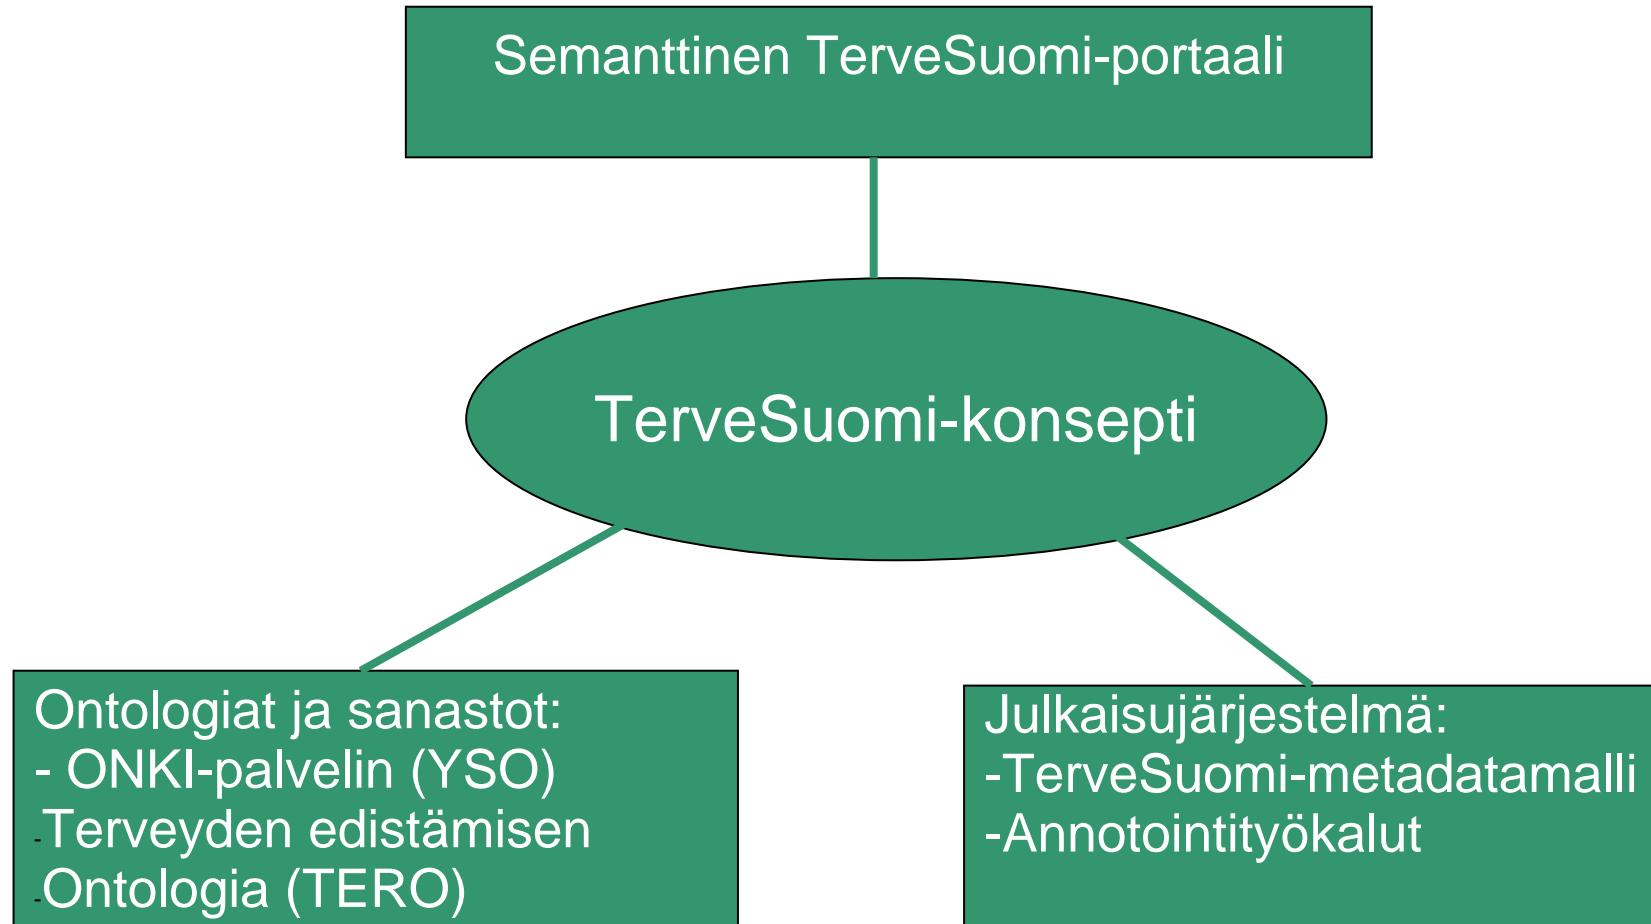 Semanttinen TerveSuomi-portaali
TerveSuomi-konsepti
Ontologiat ja sanastot:
- ONKI-palvelin (YSO)
-Terveyden edistämisen
-Ontologia (TERO)
Julkaisujärjestelmä:
-TerveSuomi-metadatamalli
-Annotointityökalut